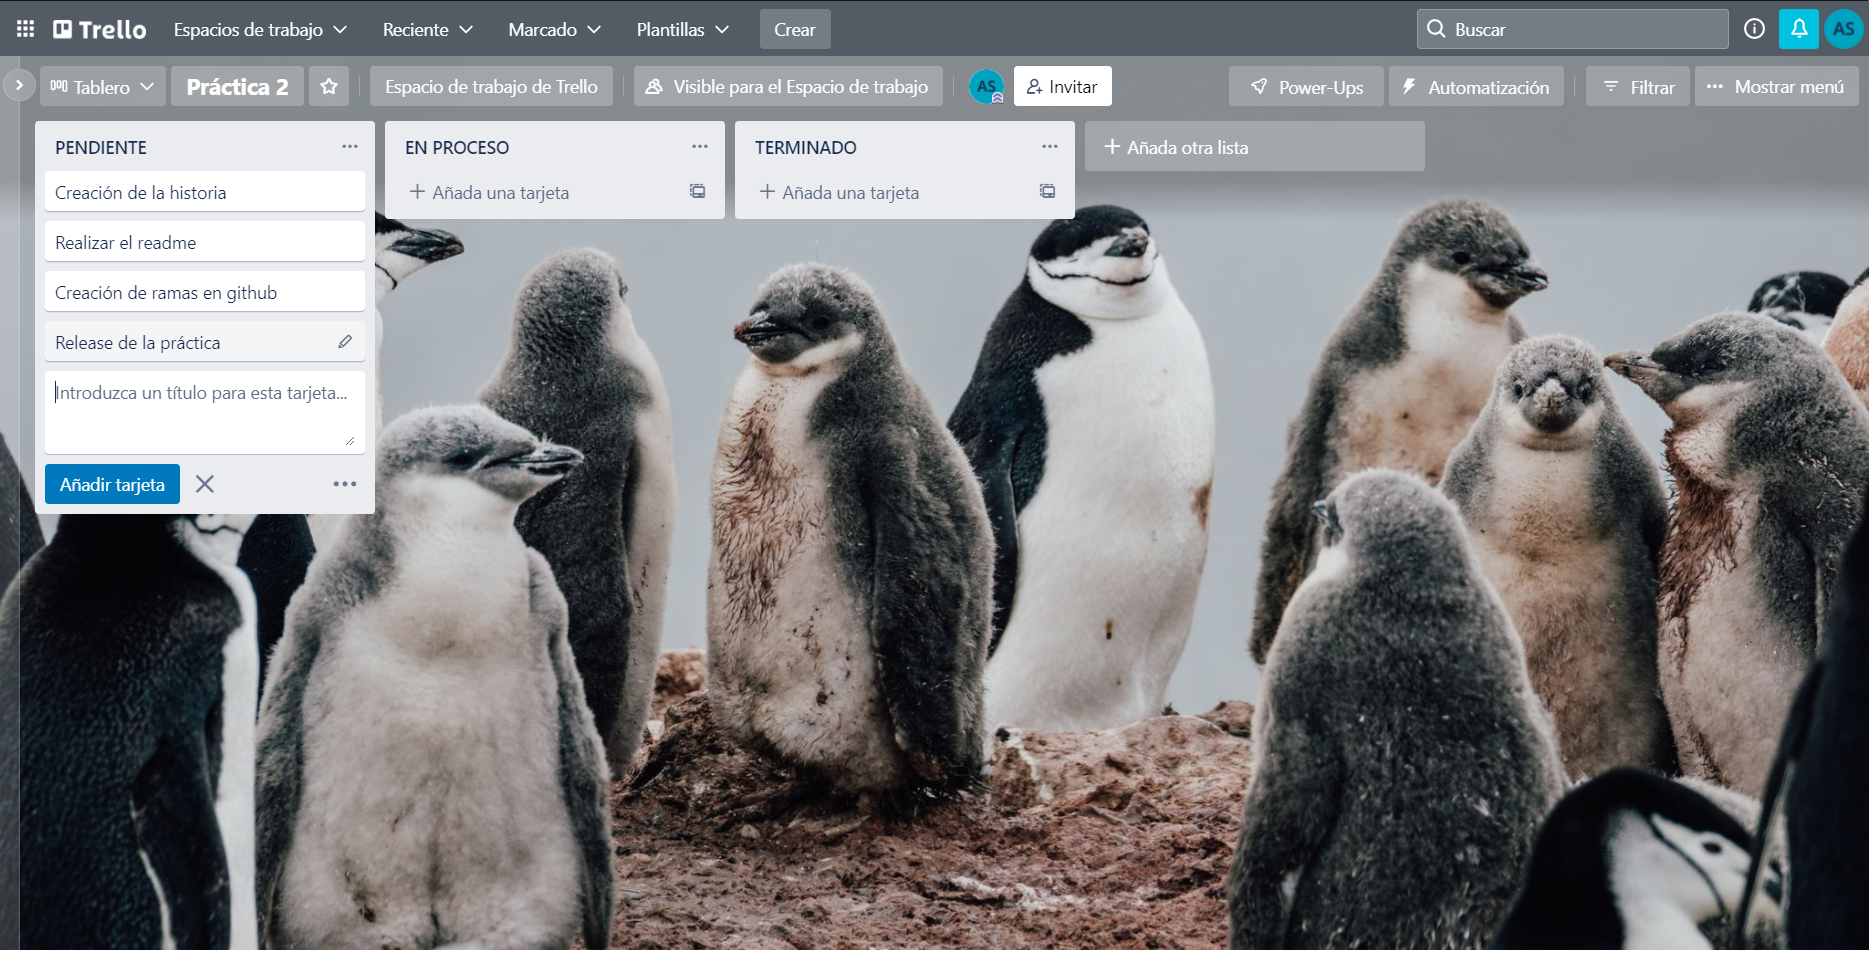 Trello
Espacios de trabajo
Reciente
Marcado
Plantillas
Crear
Buscar
AS
Tablero
Práctica 2
Espacio de trabajo de Trello
Visible para el Espacio de trabajo
AS
Invitar
Power-Ups
Automatización
Filtrar
Mostrar menú
PENDIENTE
Creación de la historia
Realizar el readme
Creación de ramas en github
Release de la práctica
Introduzca un título para esta tarjeta...
Añadir tarjeta
EN PROCESO
Añada una tarjeta
TERMINADO
Añada una tarjeta
Añada otra lista